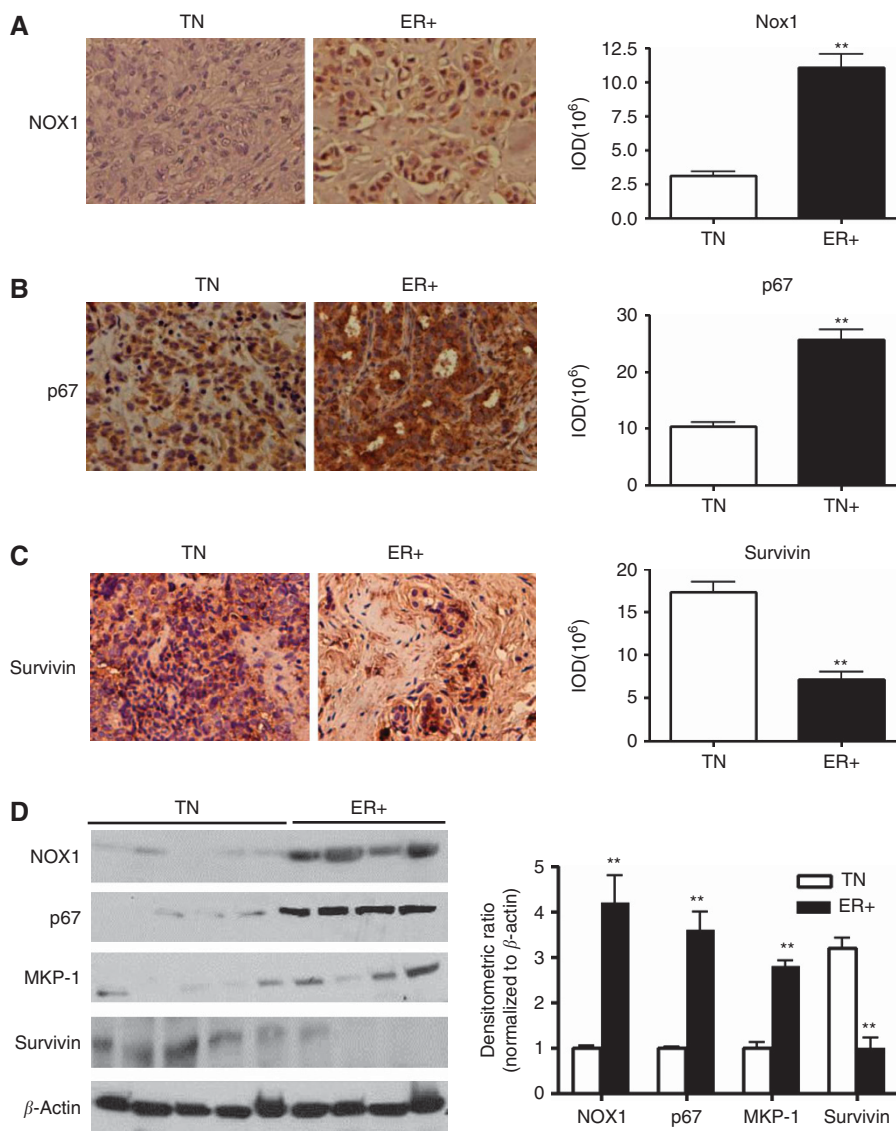 A
TN
ER+
NOX1
Nox1
**
IOD(10⁶)
12.5
10.0
7.5
5.0
2.5
0.0
TN
ER+
B
TN
ER+
p67
p67
**
IOD(10⁶)
30
20
10
0
TN
TN+
C
TN
ER+
Survivin
Survivin
**
IOD(10⁶)
20
15
10
5
0
TN
ER+
D
TN
ER+
NOX1
p67
MKP-1
Survivin
β-Actin
Densitometric ratio
(normalized to β-actin)
5
4
3
2
1
0
TN
ER+
**
**
**
**
NOX1
p67
MKP-1
Survivin